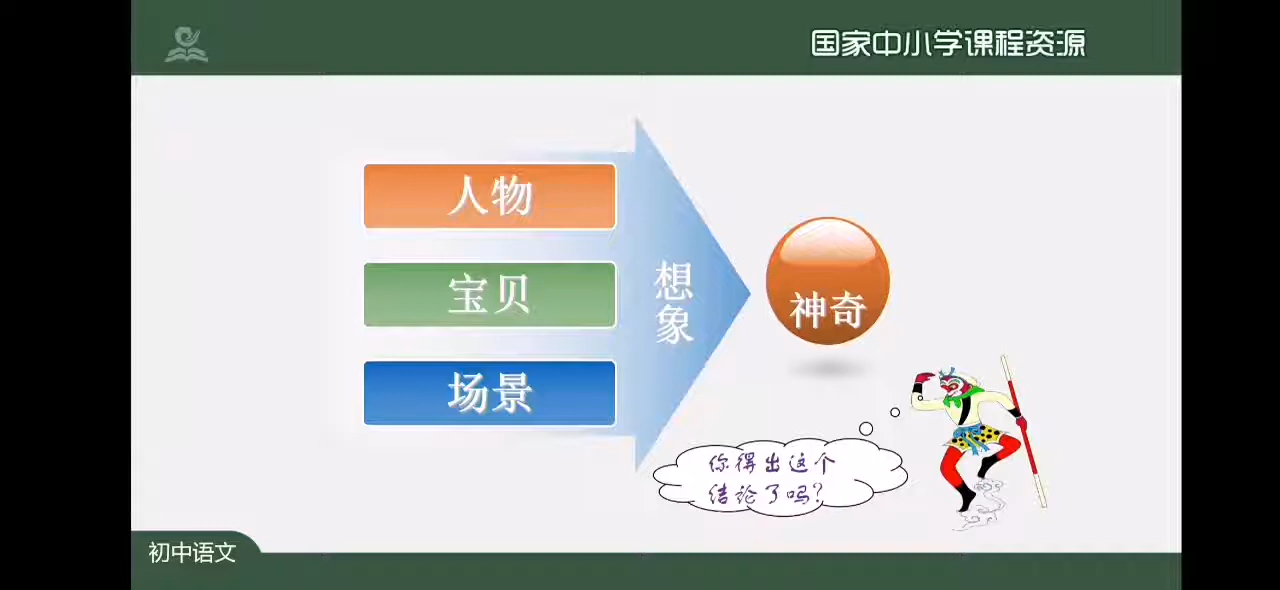 国家中小学课程资源
人物
宝贝
场景
想象
神奇
你得出这个
结论了吗?
初中语文